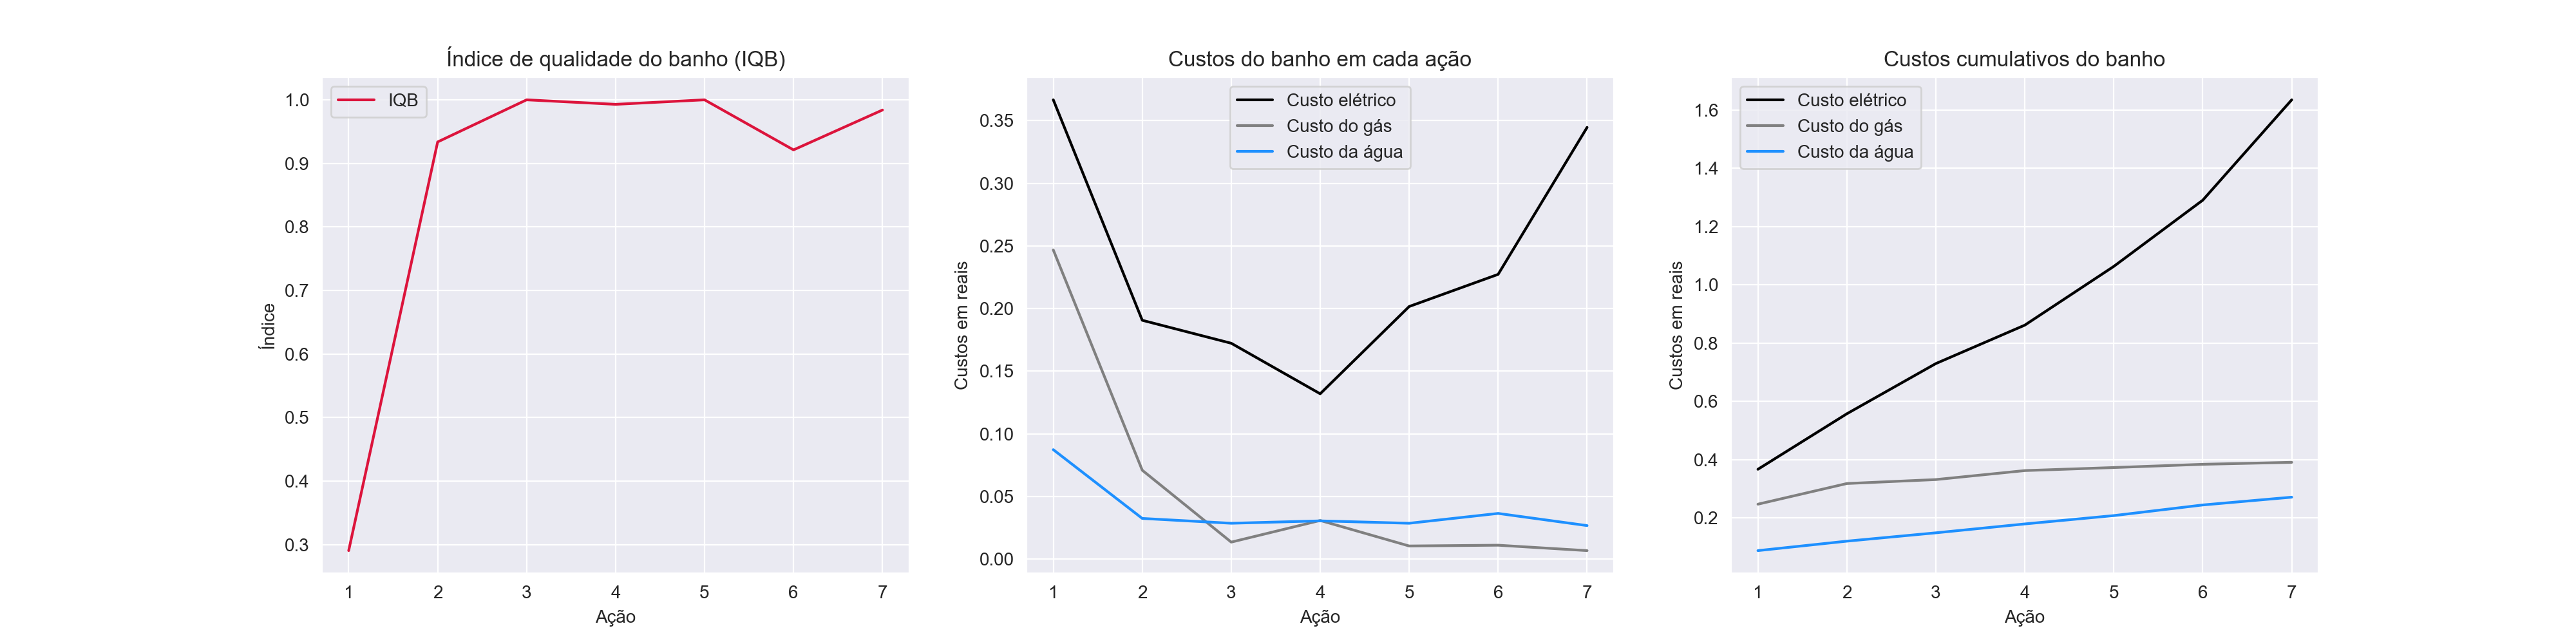 Índice de qualidade do banho (IQB)
IQB
1.0
0.9
0.8
0.7
0.6
0.5
0.4
0.3
Índice
1 2 3 4 5 6 7
Ação
Custos do banho em cada ação
Custo elétrico
Custo do gás
Custo da água
0.35
0.30
0.25
0.20
0.15
0.10
0.05
0.00
Custos em reais
1 2 3 4 5 6 7
Ação
Custos cumulativos do banho
Custo elétrico
Custo do gás
Custo da água
1.6
1.4
1.2
1.0
0.8
0.6
0.4
0.2
Custos em reais
1 2 3 4 5 6 7
Ação